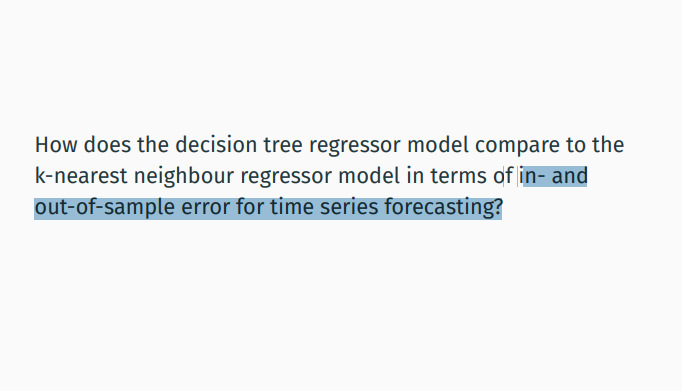 How does the decision tree regressor model compare to the
k-nearest neighbour regressor model in terms of in- and
out-of-sample error for time series forecasting?